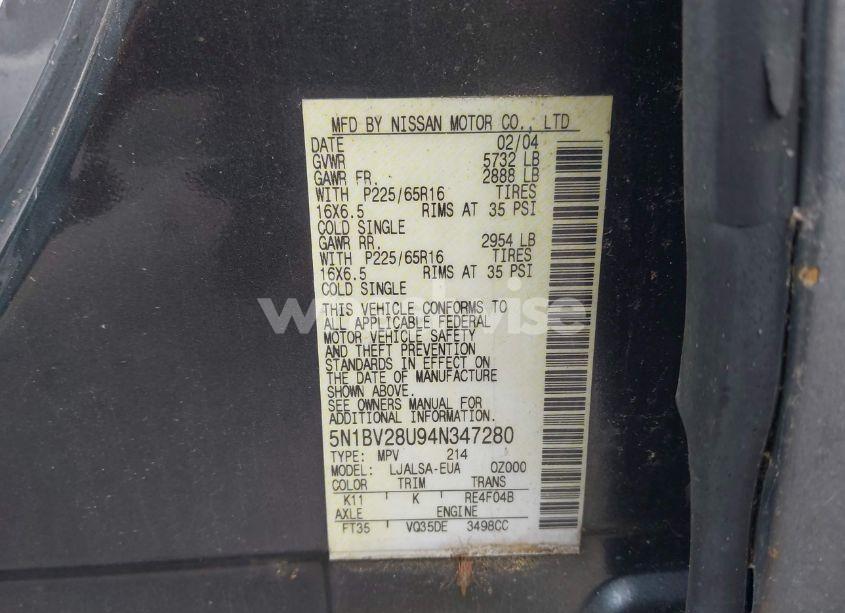 MFD BY NISSAN MOTOR CO., LTD
DATE 02/04
GVWR 5732 LB
GAWR FR. 2888 LB
WITH P225/65R16 TIRES
16X6.5 RIMS AT 35 PSI
COLD SINGLE
GAWR RR. 2954 LB
WITH P225/65R16 TIRES
16X6.5 RIMS AT 35 PSI
COLD SINGLE
THIS VEHICLE CONFORMS TO
ALL APPLICABLE FEDERAL
MOTOR VEHICLE SAFETY
AND THEFT PREVENTION
STANDARDS IN EFFECT ON
THE DATE OF MANUFACTURE
SHOWN ABOVE.
SEE OWNERS MANUAL FOR
ADDITIONAL INFORMATION
5N1BV28U94N347280
TYPE: MPV 214
MODEL: LJALSA-EUA 0Z000
COLOR TRIM TRANS
K11 K RE4F04B
AXLE ENGINE
FT35 VQ35DE 3498CC